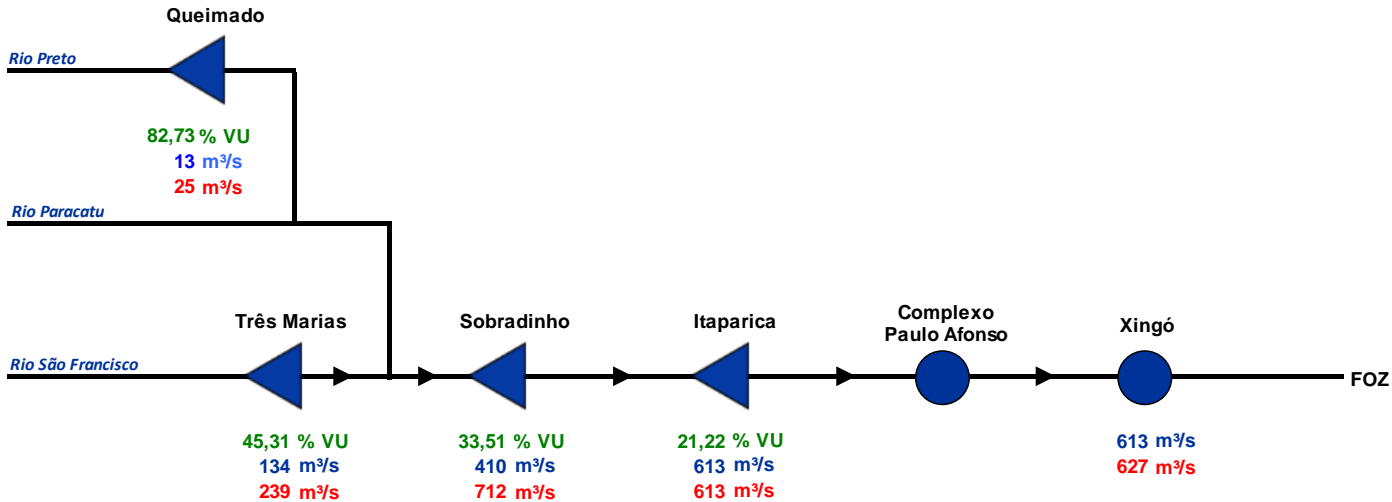 Queimado
Rio Preto
82,73 % VU
13 m³/s
25 m³/s
Rio Paracatu
Três Marias
Sobradinho
Itaparica
Complexo
Paulo Afonso
Xingó
Rio São Francisco
FOZ
45,31 % VU
134 m³/s
239 m³/s
33,51 % VU
410 m³/s
712 m³/s
21,22 % VU
613 m³/s
613 m³/s
613 m³/s
627 m³/s